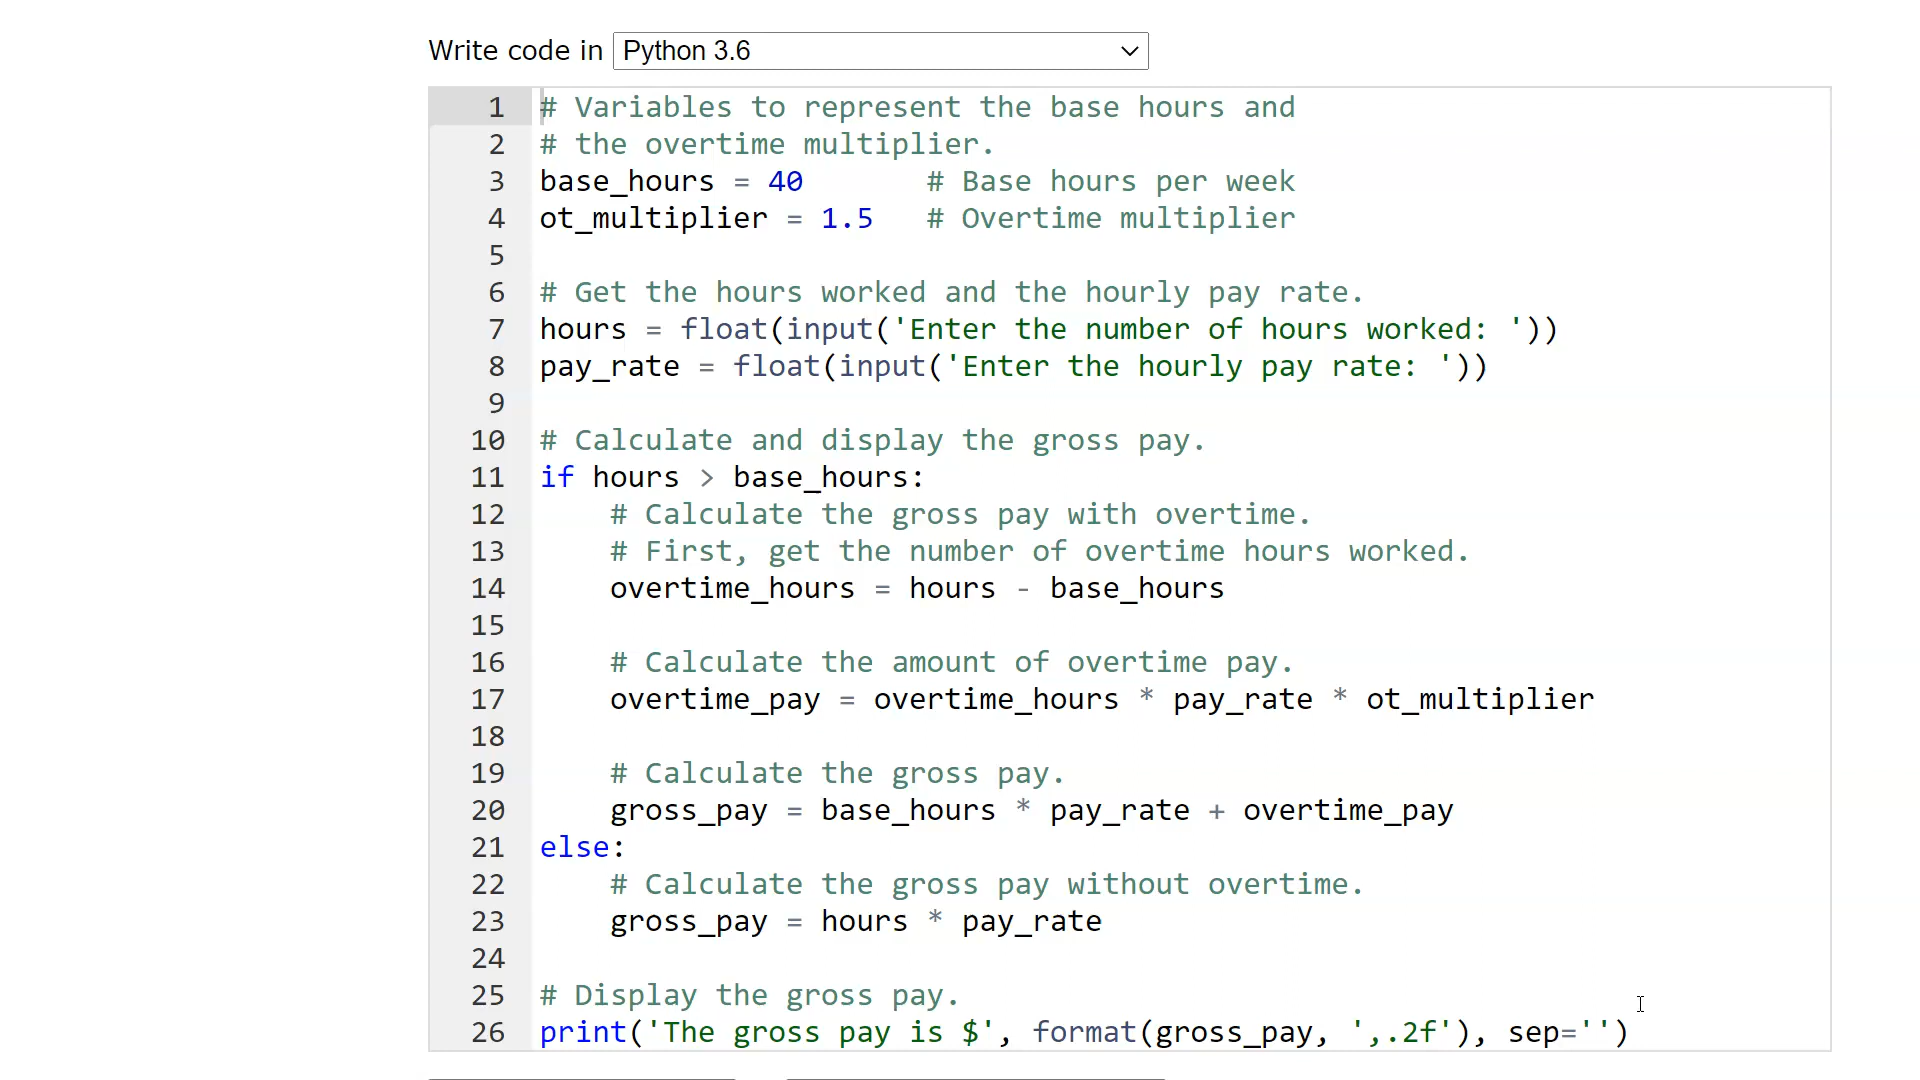 Write code in Python 3.6
1 # Variables to represent the base hours and
2 # the overtime multiplier.
3 base_hours = 40       # Base hours per week
4 ot_multiplier = 1.5   # Overtime multiplier
5
6 # Get the hours worked and the hourly pay rate.
7 hours = float(input('Enter the number of hours worked: '))
8 pay_rate = float(input('Enter the hourly pay rate: '))
9
10 # Calculate and display the gross pay.
11 if hours > base_hours:
12     # Calculate the gross pay with overtime.
13     # First, get the number of overtime hours worked.
14     overtime_hours = hours - base_hours
15
16     # Calculate the amount of overtime pay.
17     overtime_pay = overtime_hours * pay_rate * ot_multiplier
18
19     # Calculate the gross pay.
20     gross_pay = base_hours * pay_rate + overtime_pay
21 else:
22     # Calculate the gross pay without overtime.
23     gross_pay = hours * pay_rate
24
25 # Display the gross pay.
26 print('The gross pay is $', format(gross_pay, ',.2f'), sep='')